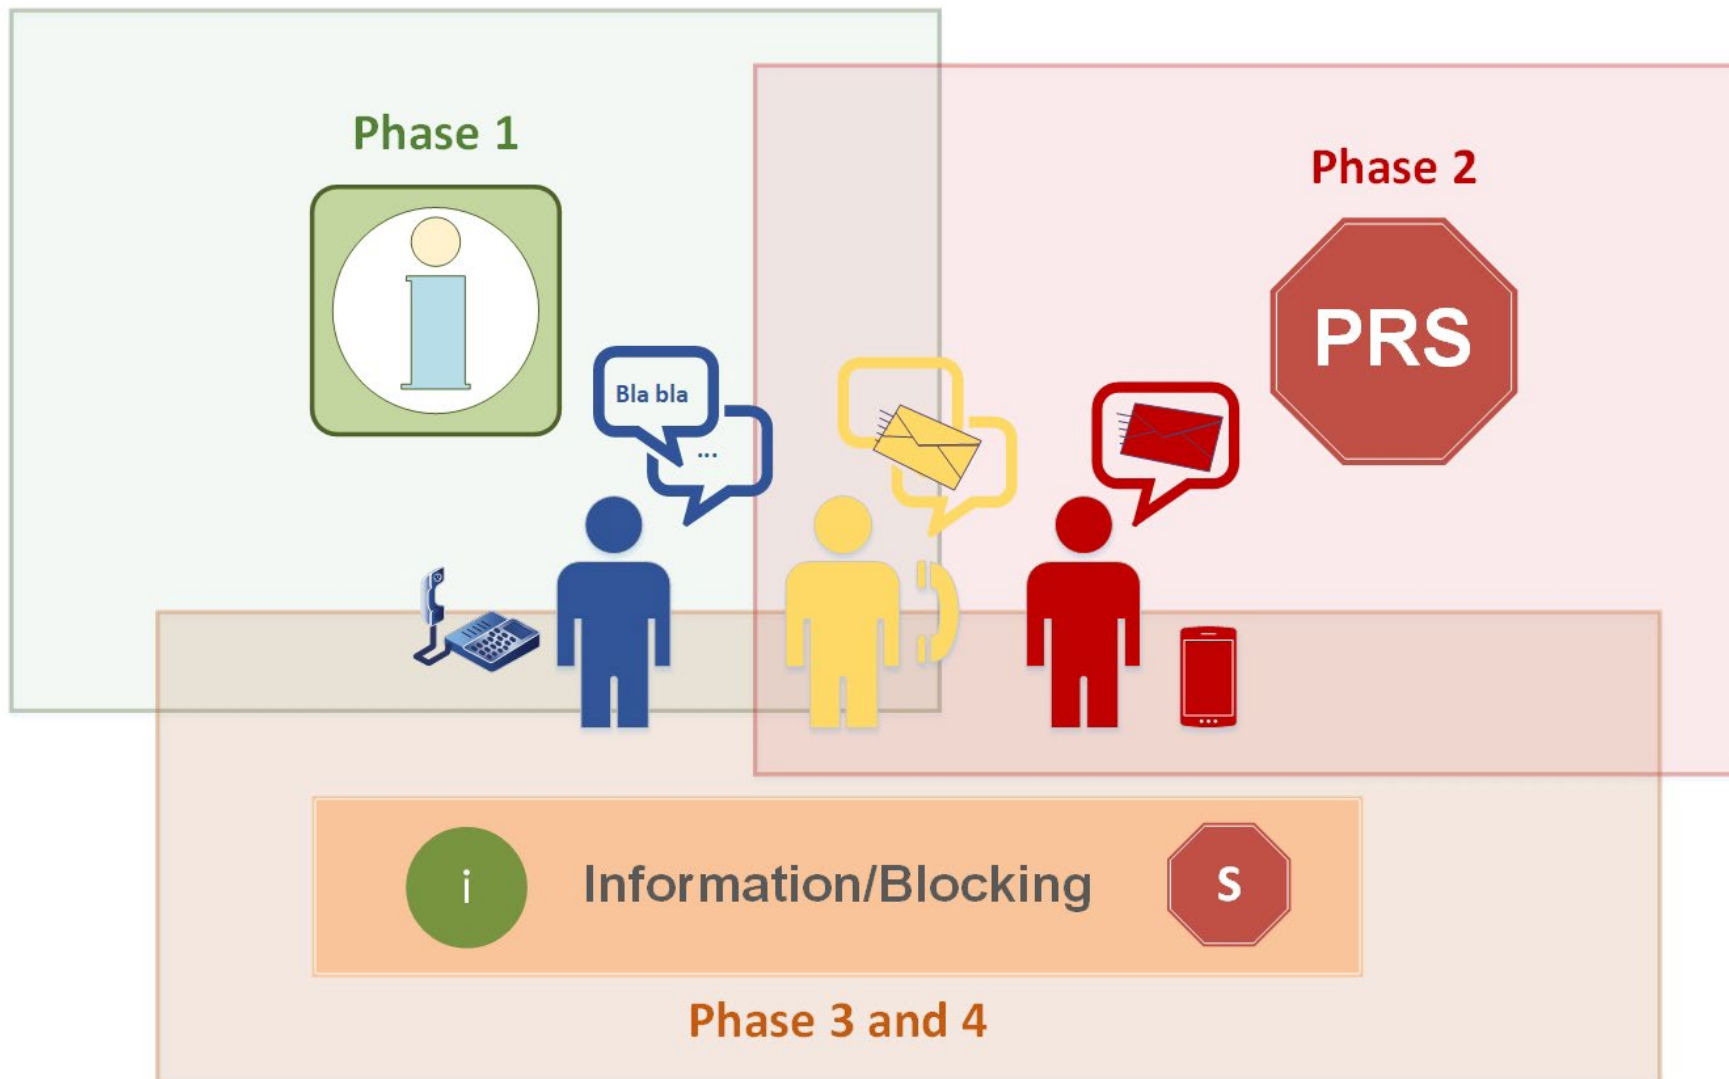 Phase 1
Phase 2
i
PRS
Bla bla
...
i
Information/Blocking
S
Phase 3 and 4